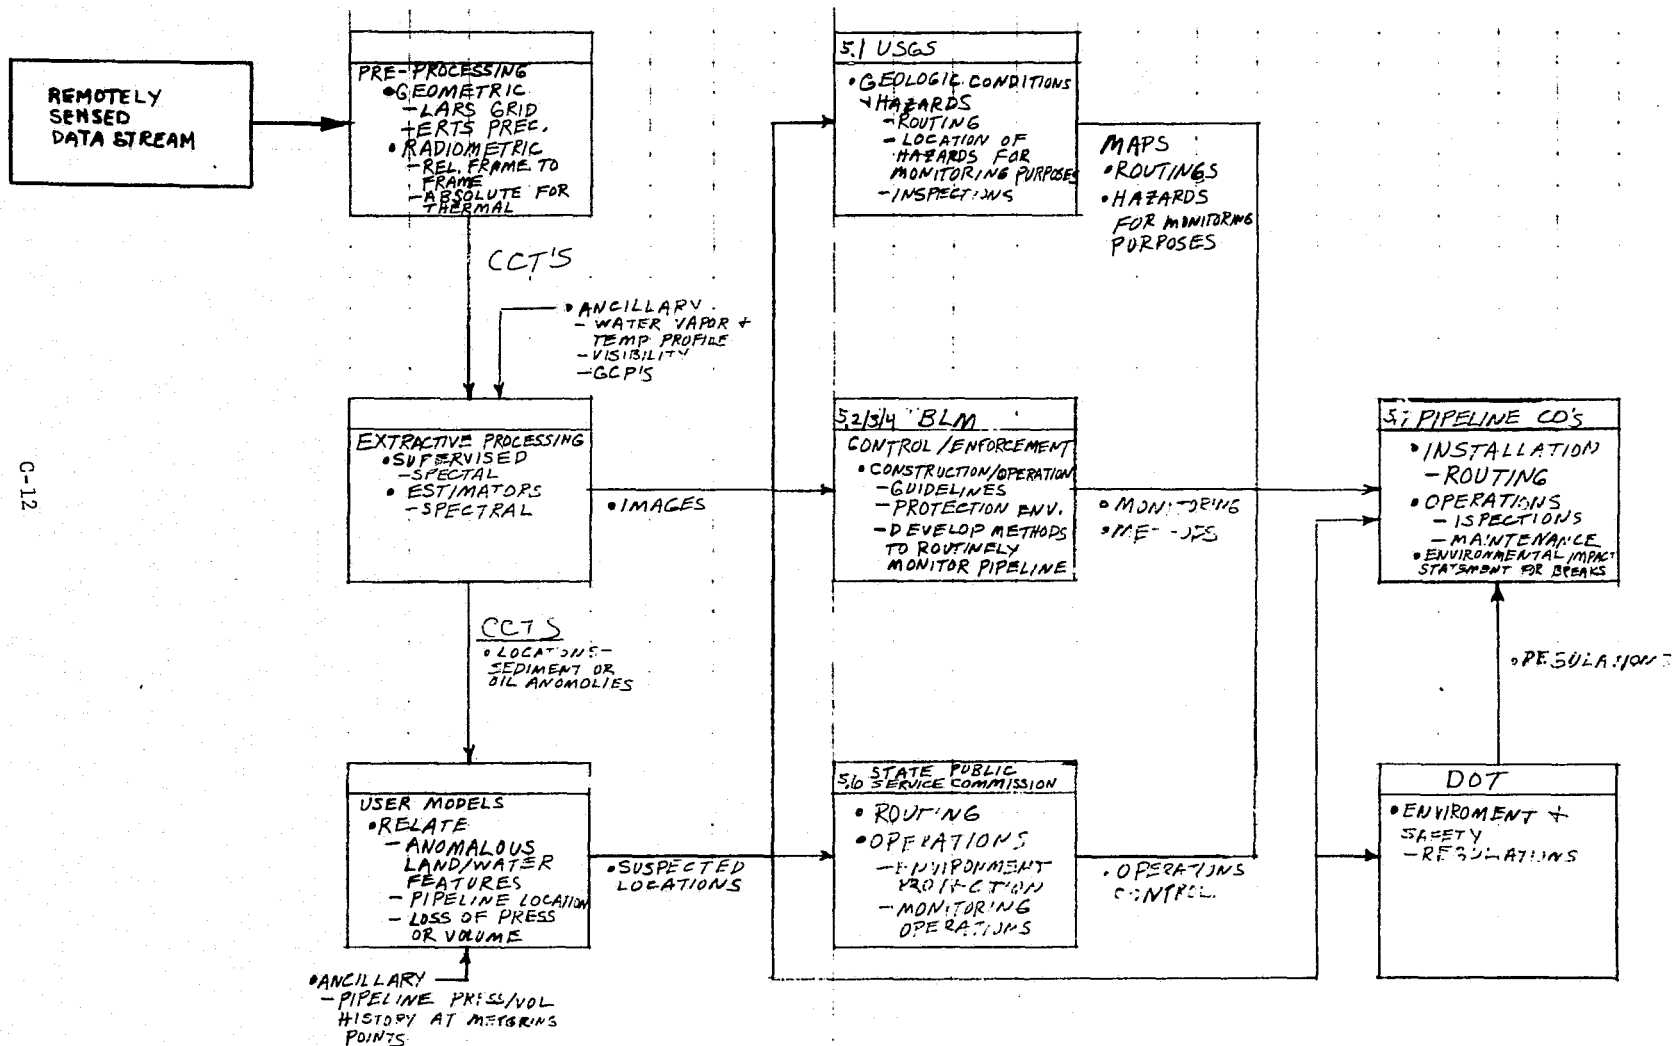 REMOTELY
SENSED
DATA STREAM
PRE-PROCESSING
•GEOMETRIC
-LARS GRID
-ERTS PREC.
•RADIOMETRIC
-REL. FRAME TO
FRAME
-ABSOLUTE FOR
THERMAL
CCT'S
•ANCILLARY
-WATER VAPOR +
TEMP PROFILE
-VISIBILITY
-GCP'S
EXTRACTIVE PROCESSING
•SUPERVISED
-SPECTAL
•ESTIMATORS
-SPECTRAL
•IMAGES
CCTS
•LOCATIONS-
SEDIMENT OR
OIL ANOMOLIES
USER MODELS
•RELATE
-ANOMALOUS
LAND/WATER
FEATURES
-PIPELINE LOCATION
-LOSS OF PRESS
OR VOLUME
•SUSPECTED
LOCATIONS
•ANCILLARY
-PIPELINE PRESS/VOL
HISTORY AT METERING
POINTS
5.1 USGS
•GEOLOGIC CONDITIONS
+HAZARDS
-ROUTING
-LOCATION OF
HAZARDS FOR
MONITORING PURPOSES
-INSPECTIONS
MAPS
•ROUTINGS
•HAZARDS
FOR MONITORING
PURPOSES
5.2/3/4 BLM
CONTROL/ENFORCEMENT
•CONSTRUCTION/OPERATION
-GUIDELINES
-PROTECTION ENV.
-DEVELOP METHODS
TO ROUTINELY
MONITOR PIPELINE
•MONITORING
5.6 STATE PUBLIC
SERVICE COMMISSION
•ROUTING
•OPERATIONS
-ENVIRONMENT
PROTECTION
-MONITORING
OPERATIONS
•OPERATIONS
CONTROL
PIPELINE CO'S
•INSTALLATION
-ROUTING
•OPERATIONS
-ISPECTIONS
-MAINTENANCE
•ENVIRONMENTAL IMPACT
STATEMENT FOR BREAKS
•REGULATIONS
DOT
•ENVIROMENT +
SAFETY
-REGULATIONS
C-12